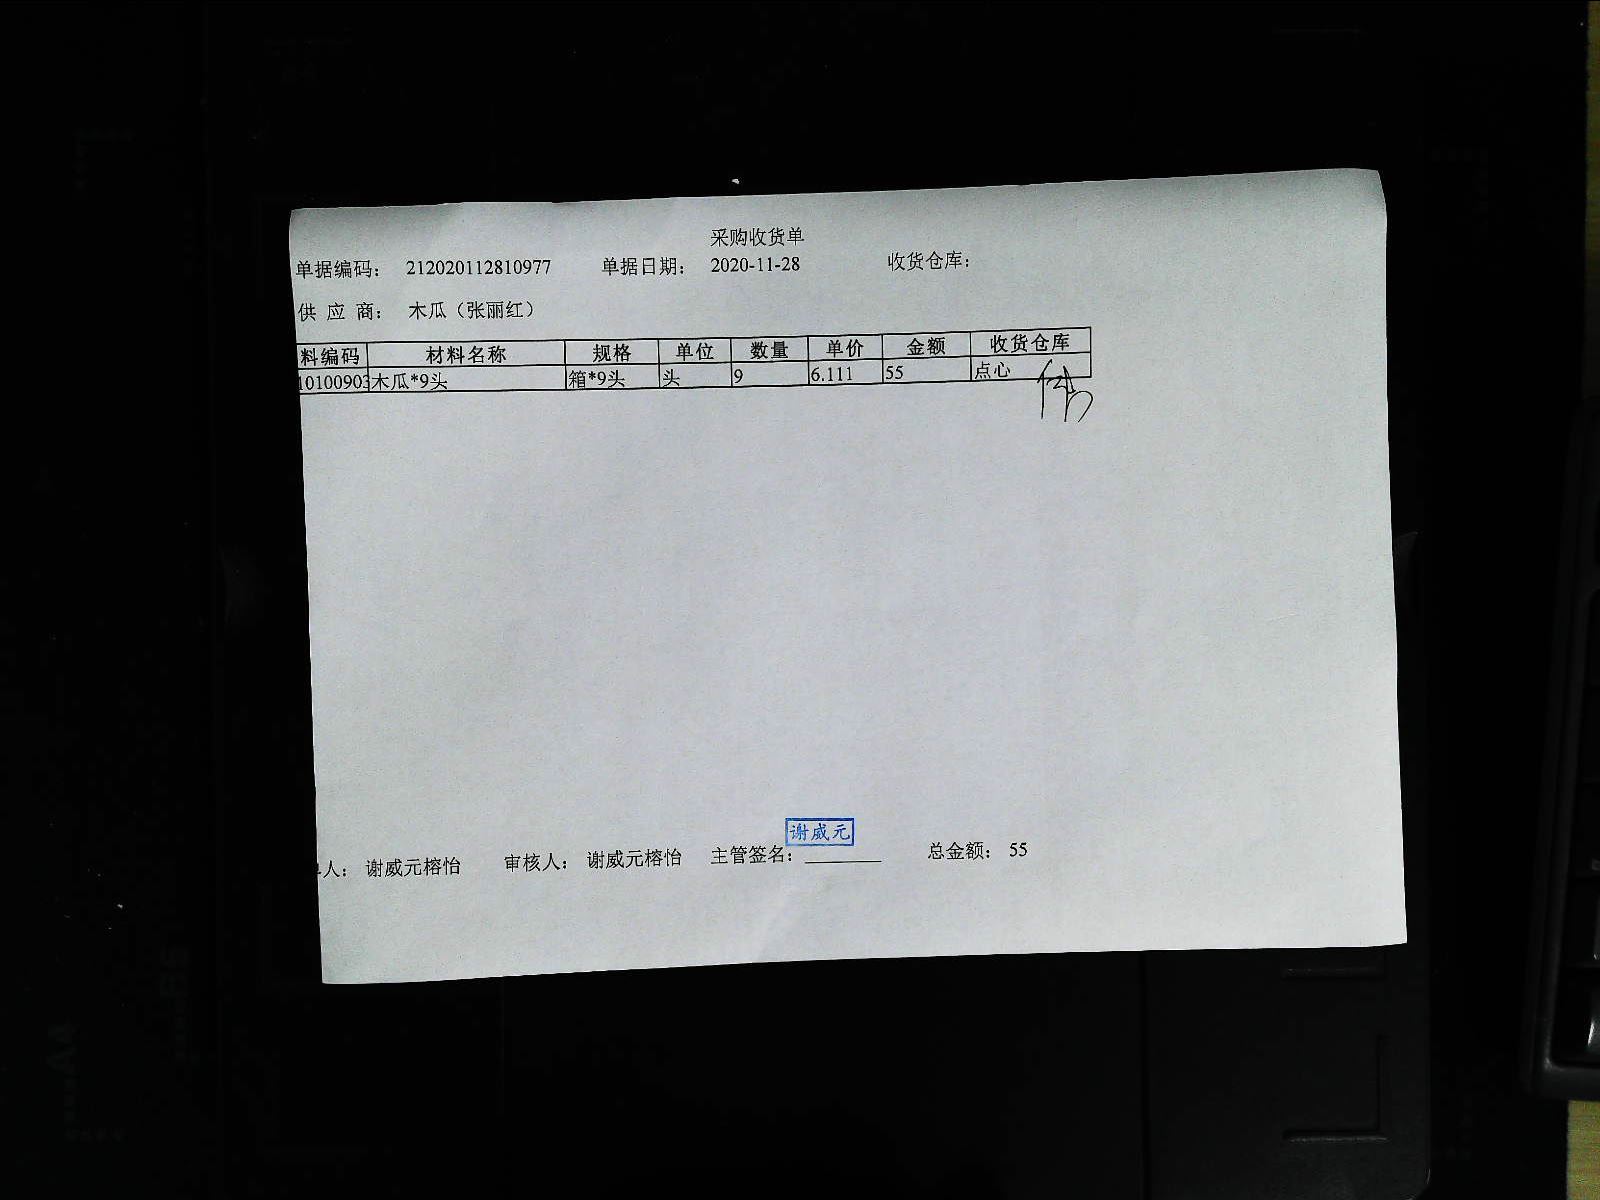 采购收货单
单据编码： 212020112810977 单据日期： 2020-11-28 收货仓库：
供 应 商： 木瓜（张丽红）
料编码 材料名称 规格 单位 数量 单价 金额 收货仓库
10100903 木瓜*9头 箱*9头 头 9 6.111 55 点心
谢威元
人： 谢威元榕怡 审核人： 谢威元榕怡 主管签名： 总金额： 55